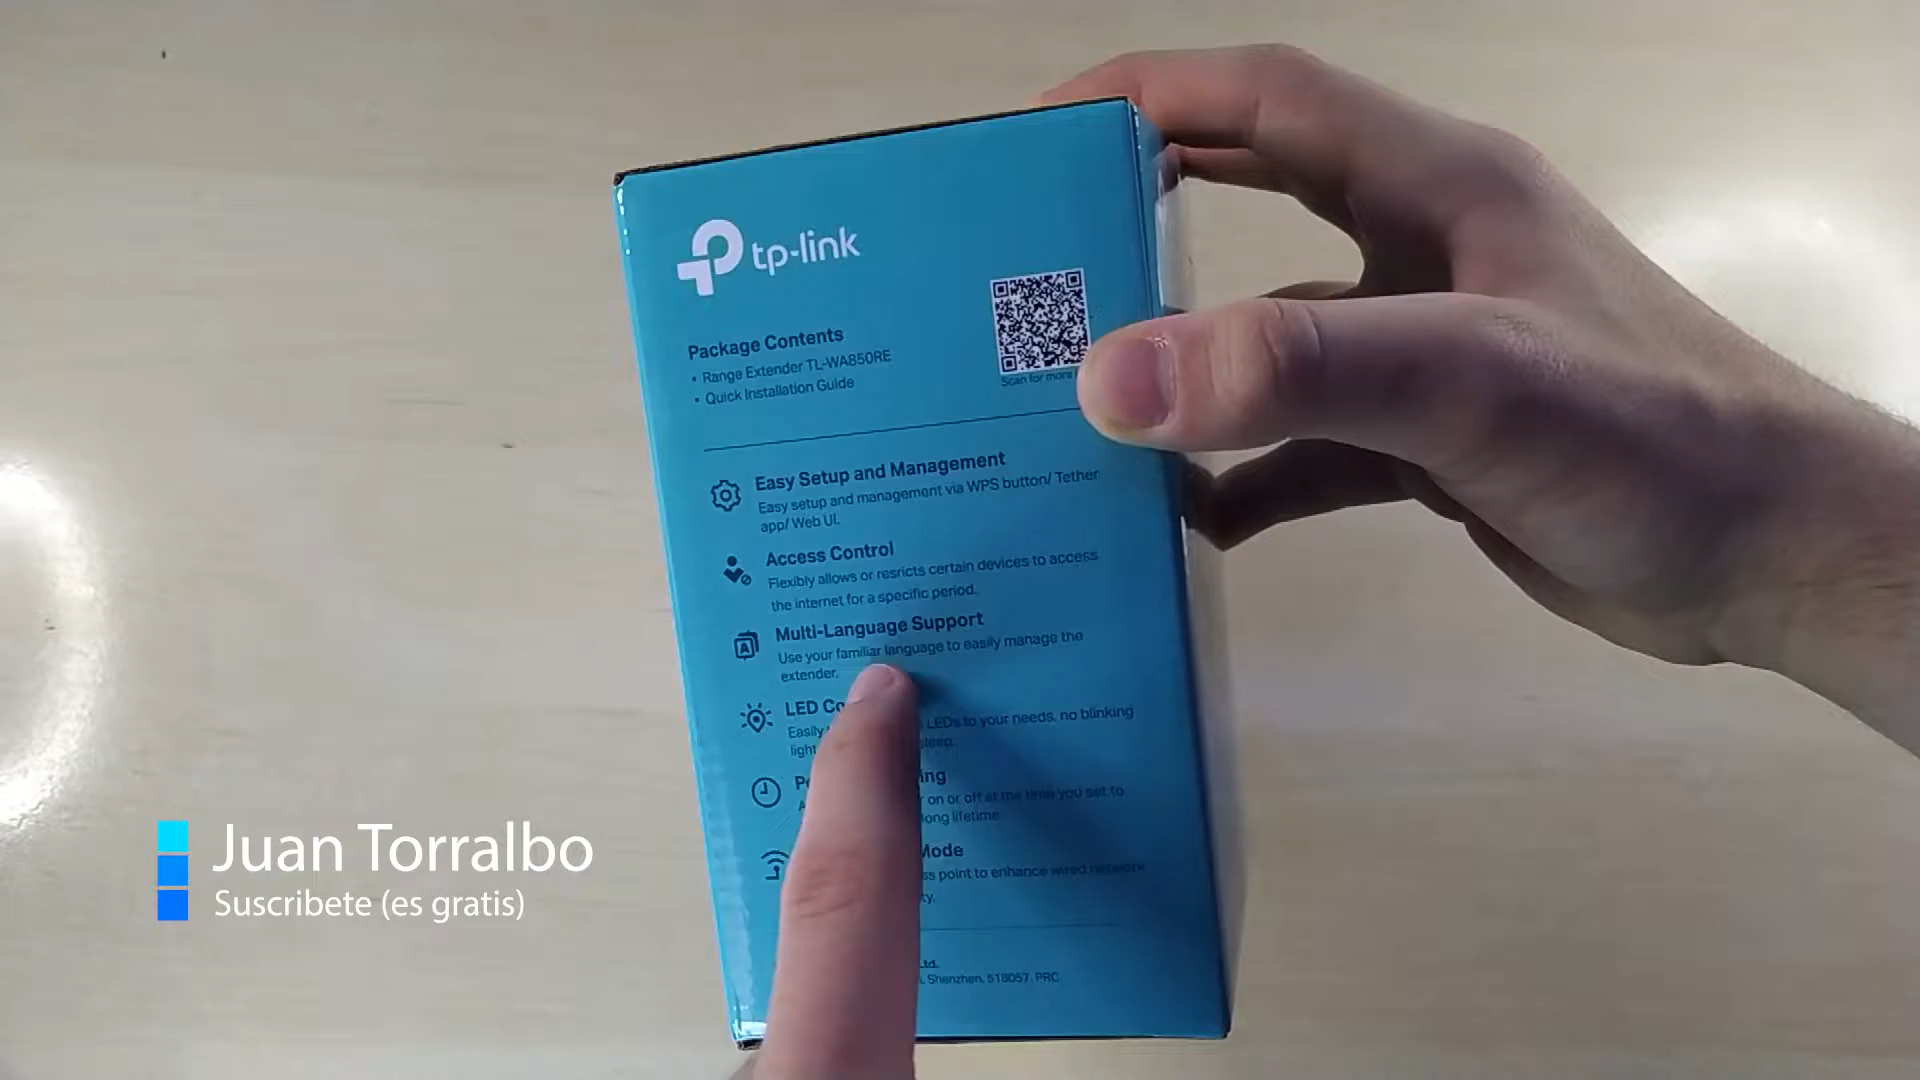 tp-link
Package Contents
• Range Extender TL-WA850RE
• Quick Installation Guide
Scan for more
Easy Setup and Management
Easy setup and management via WPS button/ Tether
app/ Web UI.
Access Control
Flexibly allows or resricts certain devices to access
the internet for a specific period.
Multi-Language Support
Use your familiar language to easily manage the
extender.
LED
Easily LEDs to your needs, no blinking
light
on or off at the time you set to
long lifetime.
Mode
point to enhance wired network
Ltd.
Shenzhen, 518057, PRC
Juan Torralbo
Suscribete (es gratis)